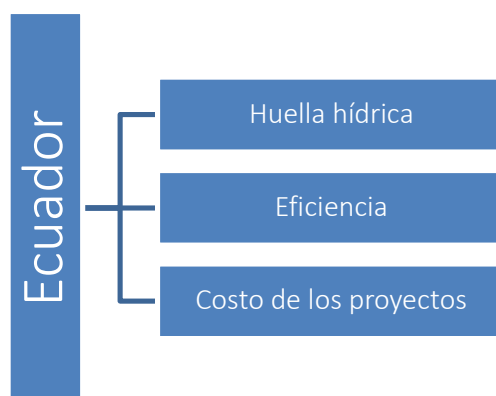 Ecuador
Huella hídrica
Eficiencia
Costo de los proyectos